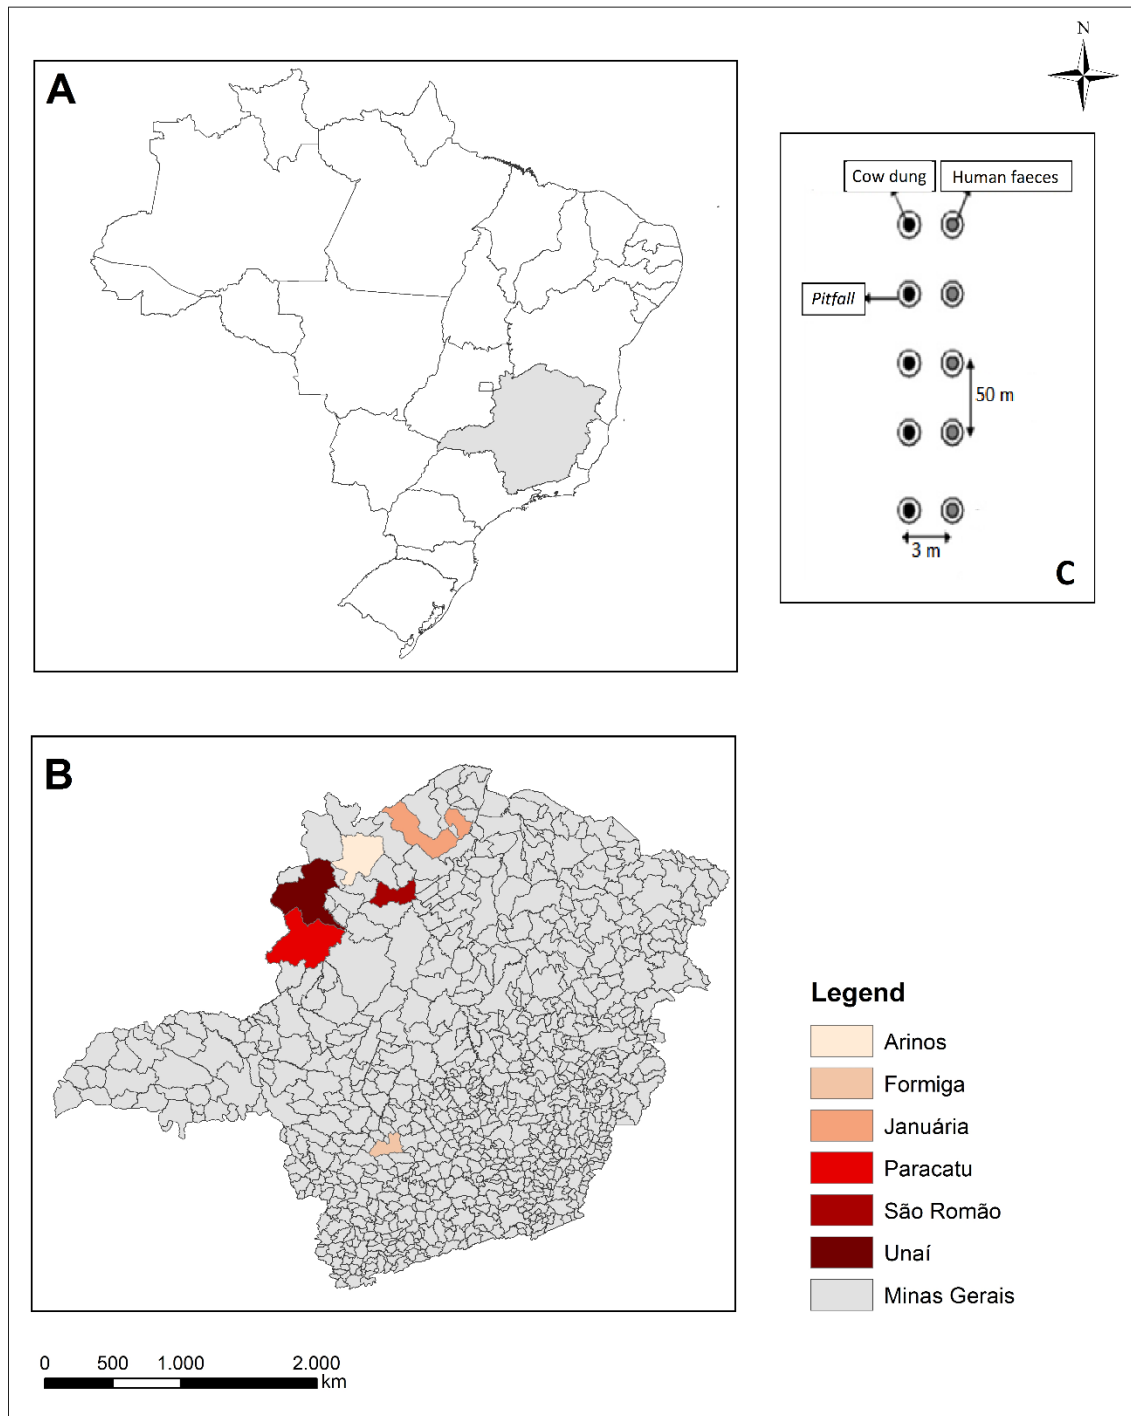 N
A
Cow dung
Human faeces
Pitfall
50 m
3 m
C
B
Legend
Arinos
Formiga
Januária
Paracatu
São Romão
Unaí
Minas Gerais
0 500 1.000 2.000
km